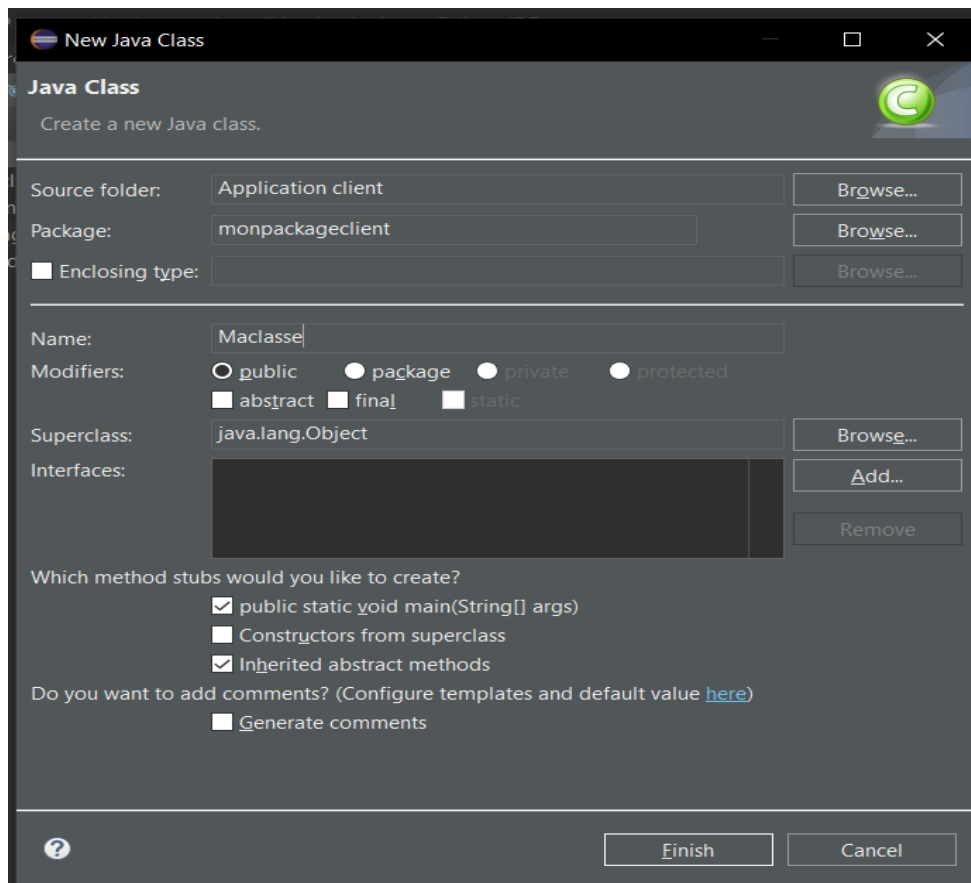 New Java Class
Java Class
Create a new Java class.
Source folder: Application client Browse...
Package: monpackageclient Browse...
Enclosing type: Browse...
Name: Maclasse
Modifiers: public package private protected
abstract final static
Superclass: java.lang.Object Browse...
Interfaces: Add...
Remove
Which method stubs would you like to create?
public static void main(String[] args)
Constructors from superclass
Inherited abstract methods
Do you want to add comments? (Configure templates and default value here)
Generate comments
? Finish Cancel